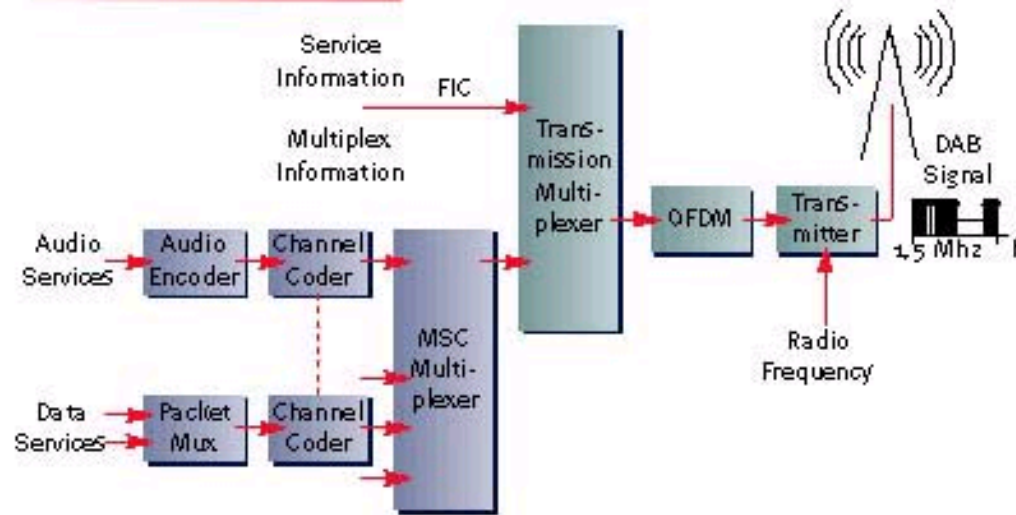 Service
Information
FIC
Multiplex
Information
Trans-
mission
Multi-
plexer
OFDM
Trans-
mitter
DAB
Signal
1,5 Mhz
Audio
Services
Audio
Encoder
Channel
Coder
MSC
Multi-
plexer
Radio
Frequency
Data
Services
Packet
Mux
Channel
Coder